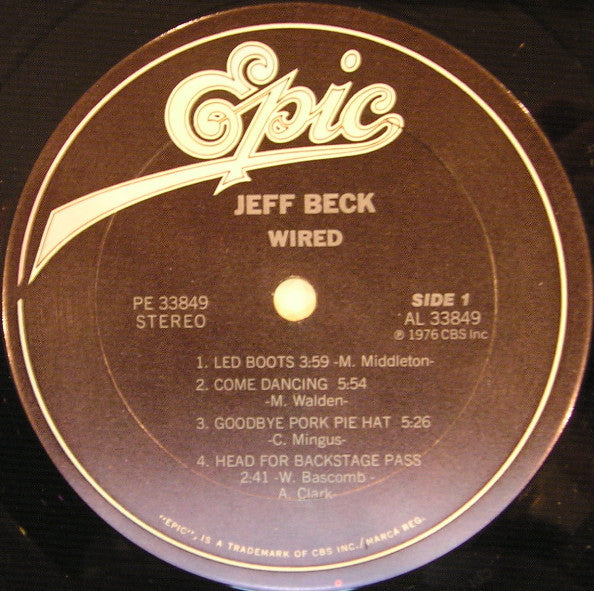 Epic
JEFF BECK
WIRED
PE 33849
STEREO
SIDE 1
AL 33849
℗ 1976 CBS Inc
1. LED BOOTS 3:59 -M. Middleton-
2. COME DANCING 5:54
-M. Walden-
3. GOODBYE PORK PIE HAT 5:26
-C. Mingus-
4. HEAD FOR BACKSTAGE PASS
2:41 -W. Bascomb -
A. Clark-
"EPIC", IS A TRADEMARK OF CBS INC./MARCA REG.